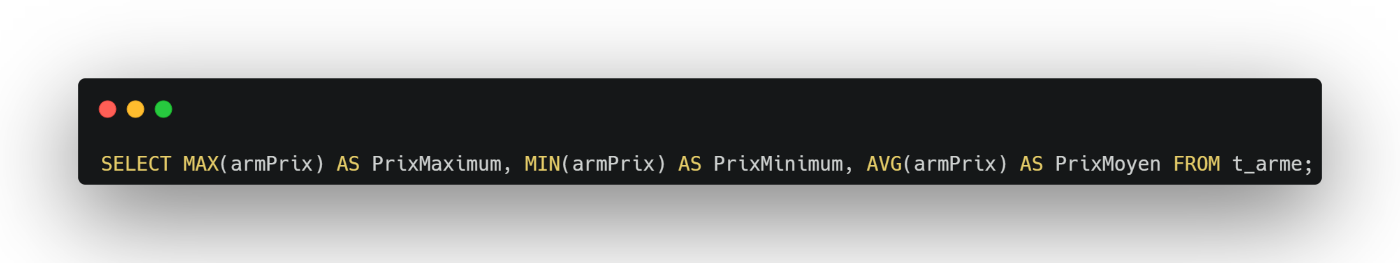 SELECT MAX(armPrix) AS PrixMaximum, MIN(armPrix) AS PrixMinimum, AVG(armPrix) AS PrixMoyen FROM t_arme;